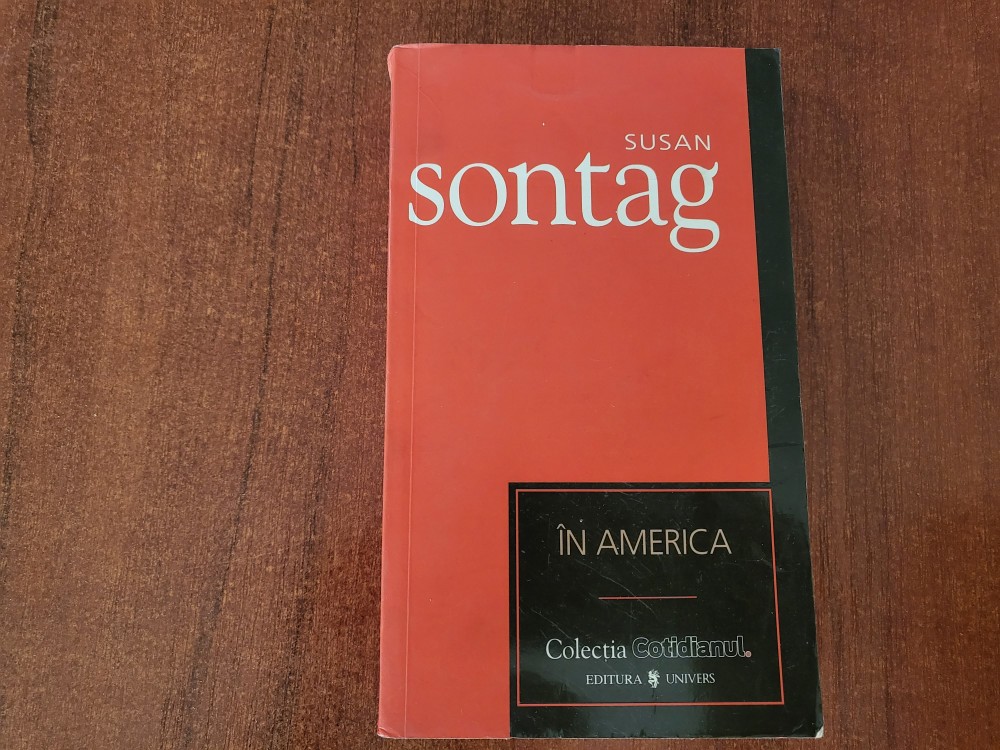 SUSAN
sontag
ÎN AMERICA
Colecția Cotidianul
EDITURA UNIVERS